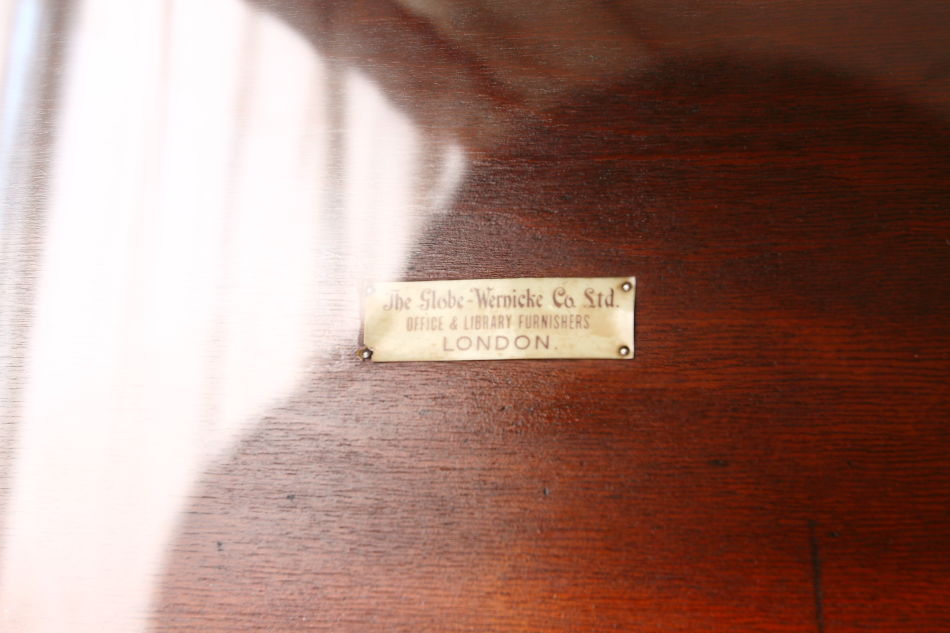 The Globe-Wernicke Co. Ltd.
OFFICE & LIBRARY FURNISHERS
LONDON.